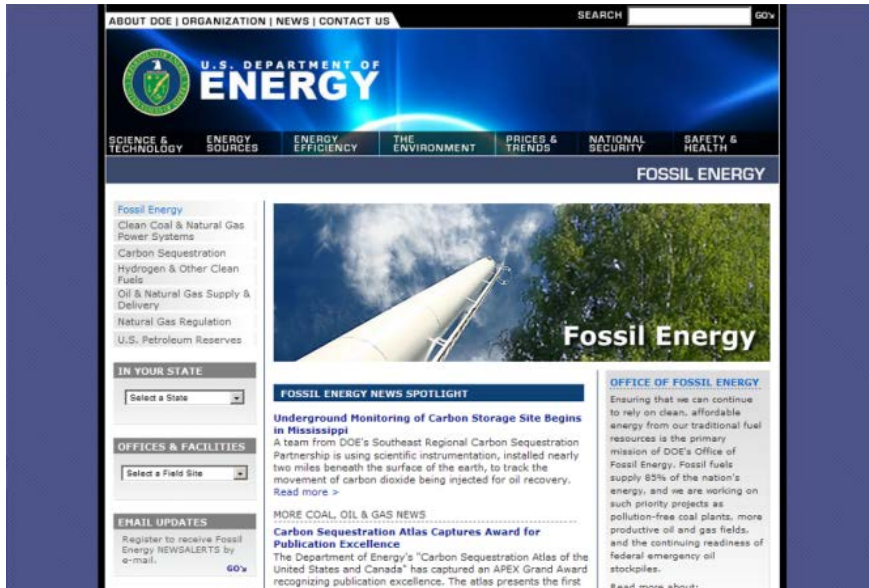 ABOUT DOE | ORGANIZATION | NEWS | CONTACT US
SEARCH
GO
U.S. DEPARTMENT OF
ENERGY
SCIENCE & TECHNOLOGY
ENERGY SOURCES
ENERGY EFFICIENCY
THE ENVIRONMENT
PRICES & TRENDS
NATIONAL SECURITY
SAFETY & HEALTH
FOSSIL ENERGY
Fossil Energy
Clean Coal & Natural Gas
Power Systems
Carbon Sequestration
Hydrogen & Other Clean
Fuels
Oil & Natural Gas Supply &
Delivery
Natural Gas Regulation
U.S. Petroleum Reserves
IN YOUR STATE
Select a State
OFFICES & FACILITIES
Select a Field Site
EMAIL UPDATES
Register to receive Fossil
Energy NEWSALERTS by
e-mail.
GO
Fossil Energy
FOSSIL ENERGY NEWS SPOTLIGHT
Underground Monitoring of Carbon Storage Site Begins
in Mississippi
A team from DOE's Southeast Regional Carbon Sequestration
Partnership is using scientific instrumentation, installed nearly
two miles beneath the surface of the earth, to track the
movement of carbon dioxide being injected for oil recovery.
Read more >
MORE COAL, OIL & GAS NEWS
Carbon Sequestration Atlas Captures Award for
Publication Excellence
The Department of Energy's "Carbon Sequestration Atlas of the
United States and Canada" has captured an APEX Grand Award
recognizing publication excellence. The atlas presents the first
OFFICE OF FOSSIL ENERGY
Ensuring that we can continue
to rely on clean, affordable
energy from our traditional fuel
resources is the primary
mission of DOE's Office of
Fossil Energy. Fossil fuels
supply 85% of the nation's
energy, and we are working on
such priority projects as
pollution-free coal plants, more
productive oil and gas fields,
and the continuing readiness of
federal emergency oil
stockpiles.
Read more about: